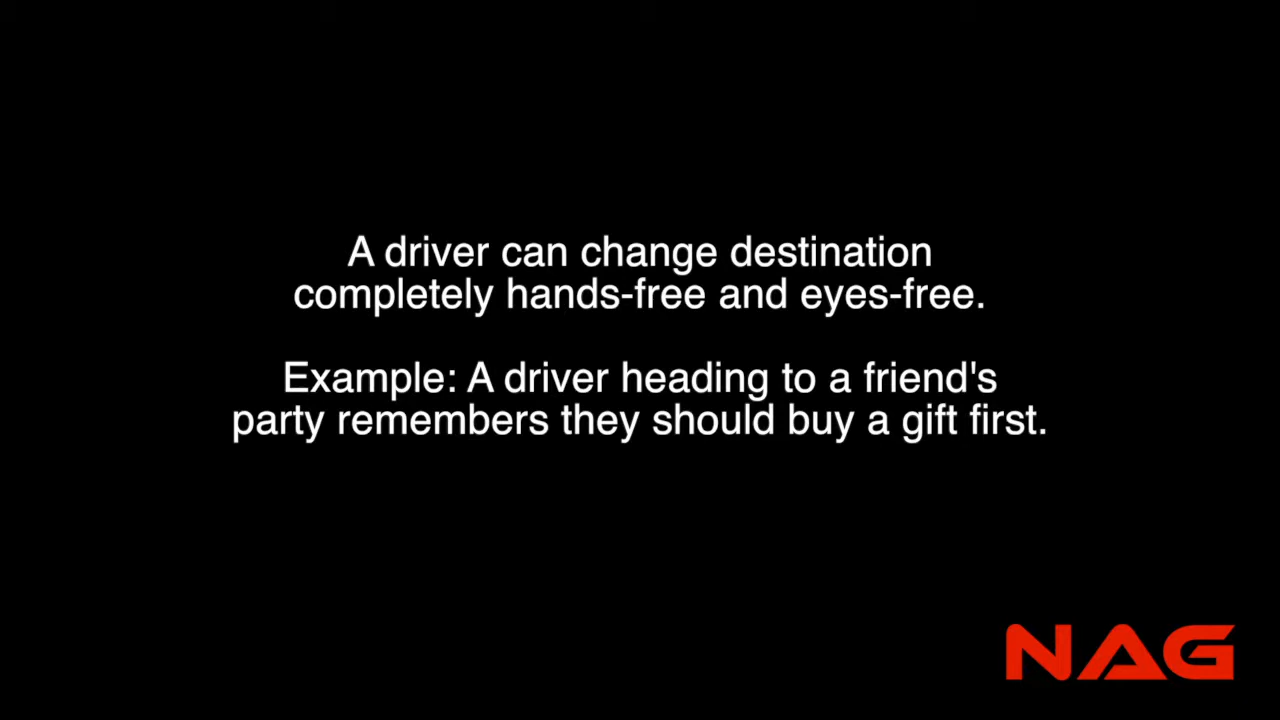 A driver can change destination
completely hands-free and eyes-free.
Example: A driver heading to a friend's
party remembers they should buy a gift first.
NAG